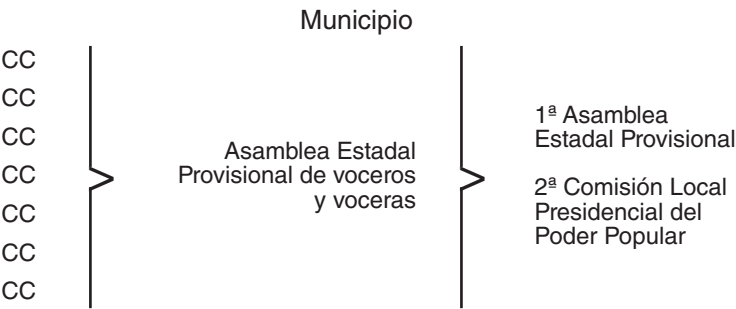 Municipio
CC
CC
CC
CC
CC
CC
CC
Asamblea Estadal
Provisional de voceros
y voceras
1ª Asamblea
Estadal Provisional
2ª Comisión Local
Presidencial del
Poder Popular